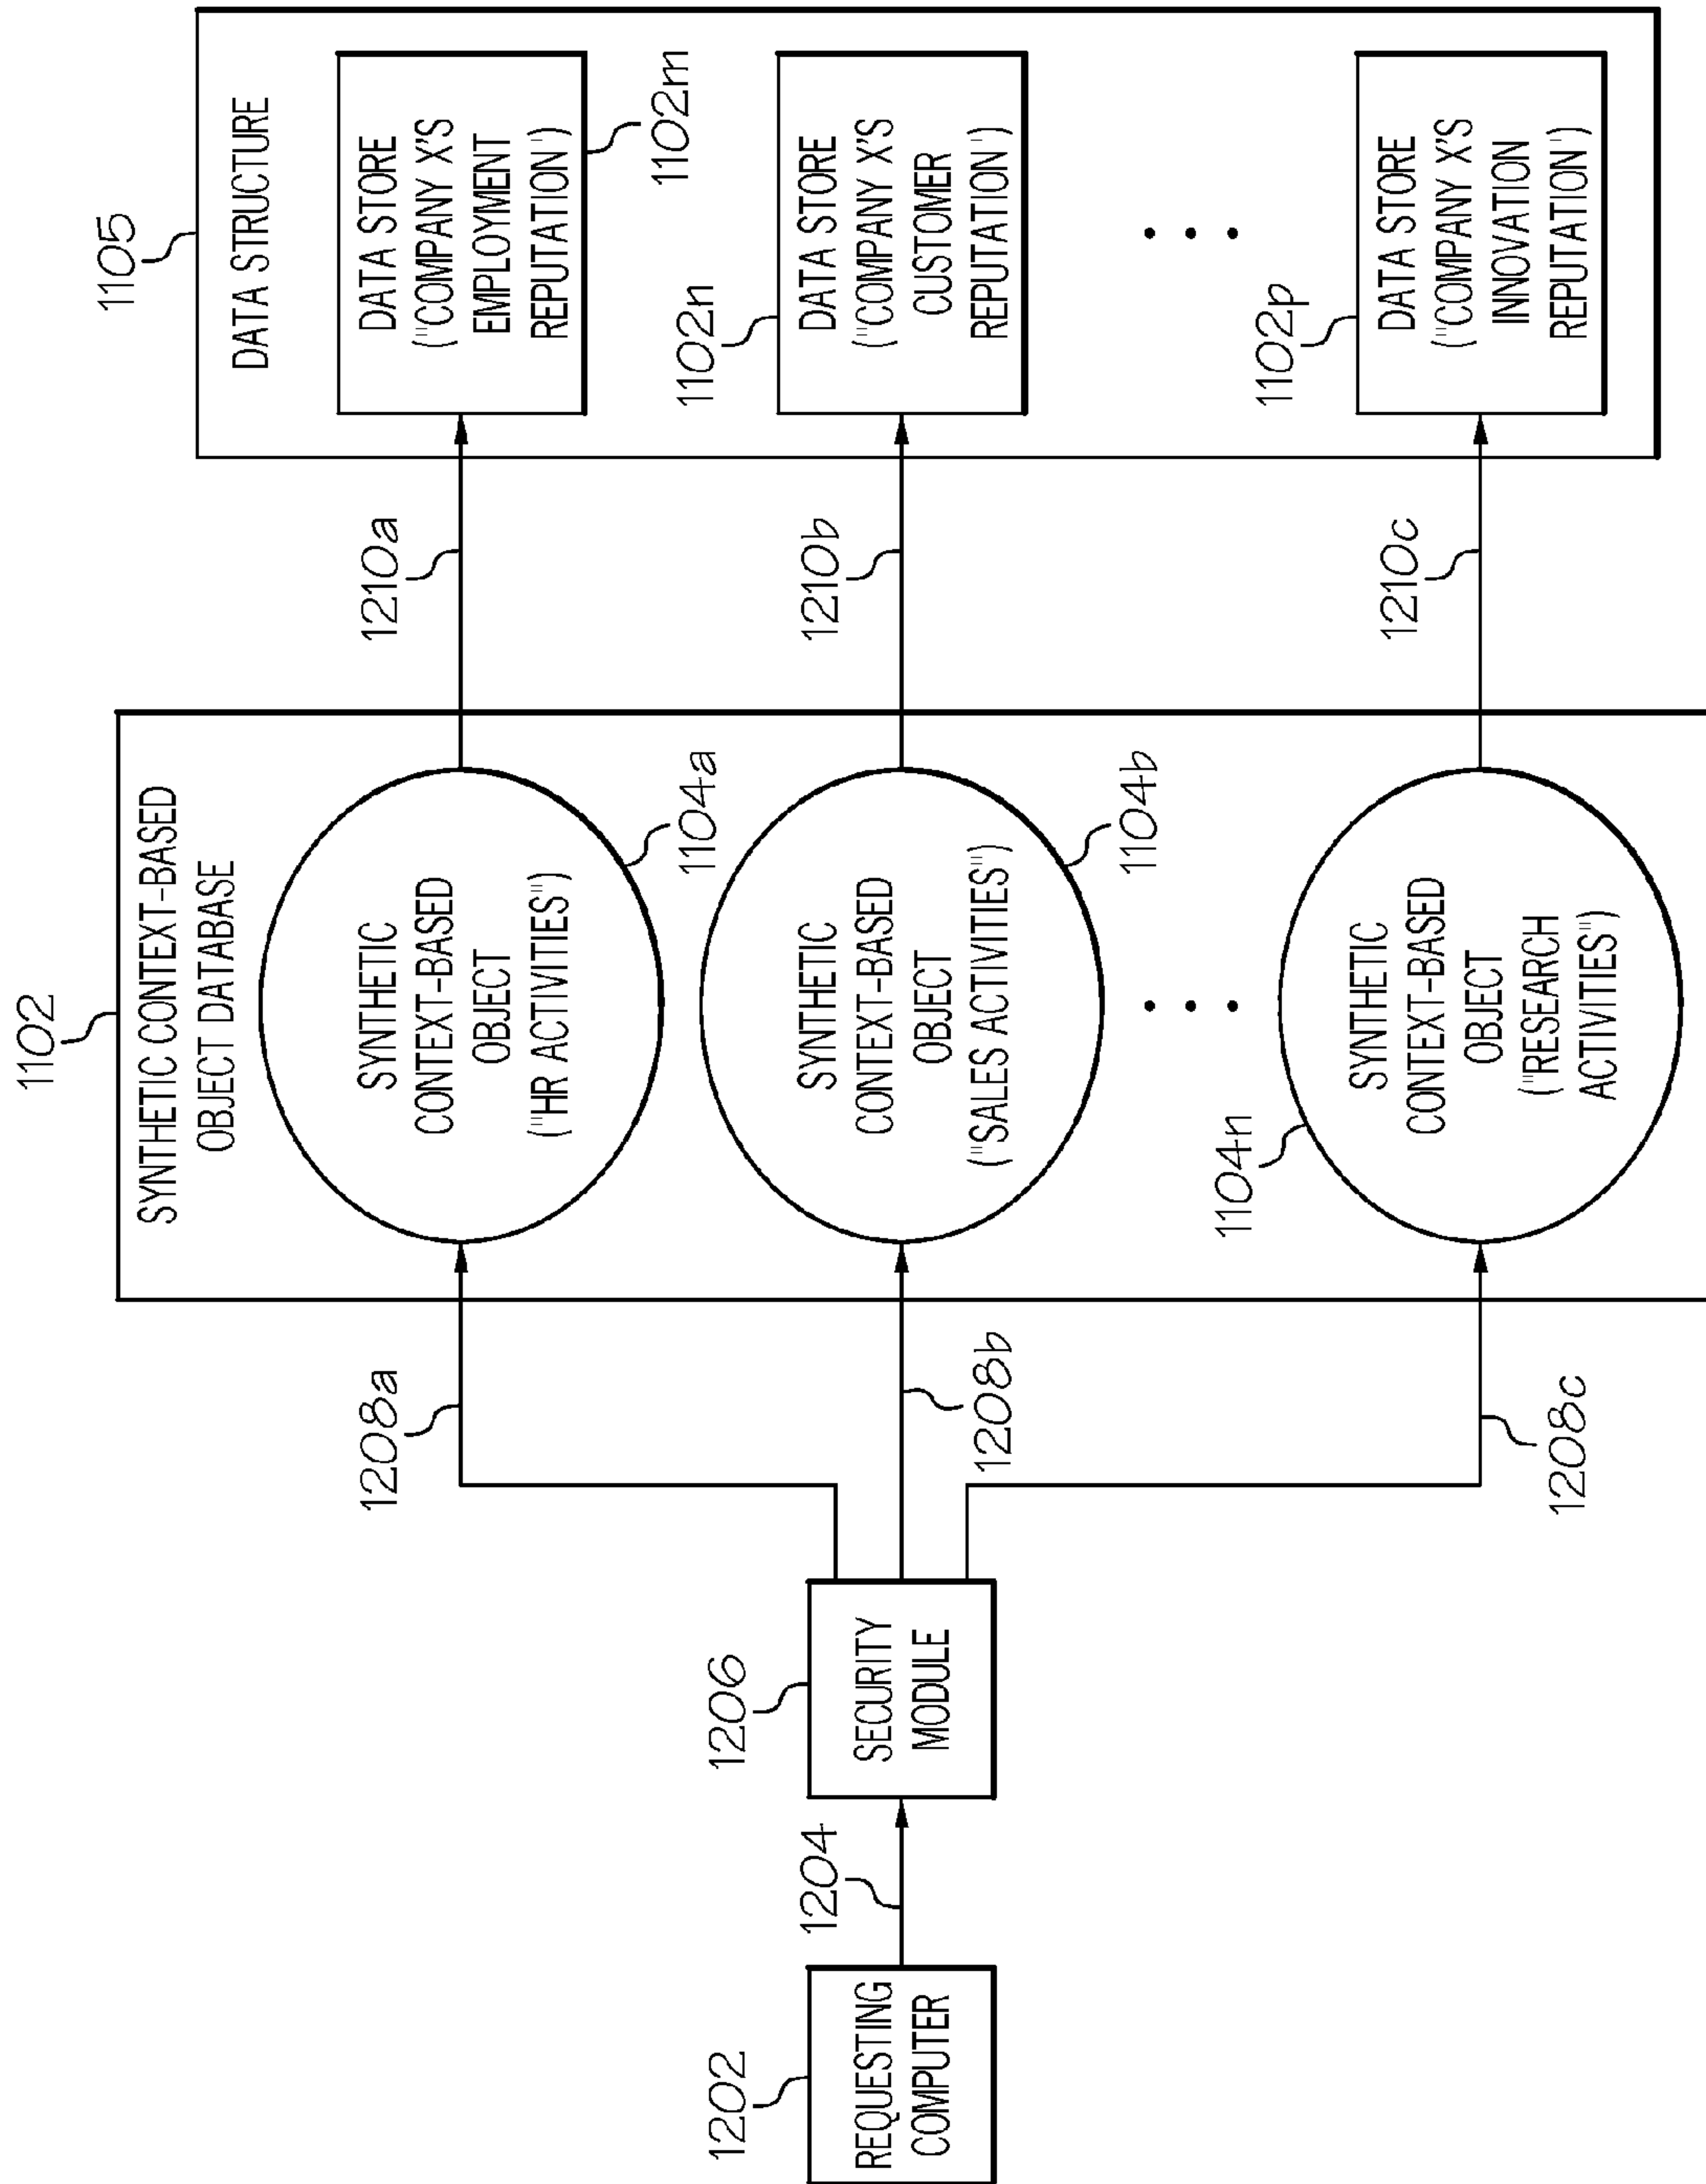 1102
SYNTHETIC CONTEXT-BASED
OBJECT DATABASE
1105
DATA STRUCTURE
1208a
SYNTHETIC
CONTEXT-BASED
OBJECT
("HR ACTIVITIES")
1104a
1210a
DATA STORE
("COMPANY X'S
EMPLOYMENT
REPUTATION")
1102m
1202
REQUESTING
COMPUTER
1204
1206
SECURITY
MODULE
1208b
SYNTHETIC
CONTEXT-BASED
OBJECT
("SALES ACTIVITIES")
1104b
1210b
1102n
DATA STORE
("COMPANY X'S
CUSTOMER
REPUTATION")
1208c
1104n
SYNTHETIC
CONTEXT-BASED
OBJECT
("RESEARCH
ACTIVITIES")
1210c
1102p
DATA STORE
("COMPANY X'S
INNOVATION
REPUTATION")